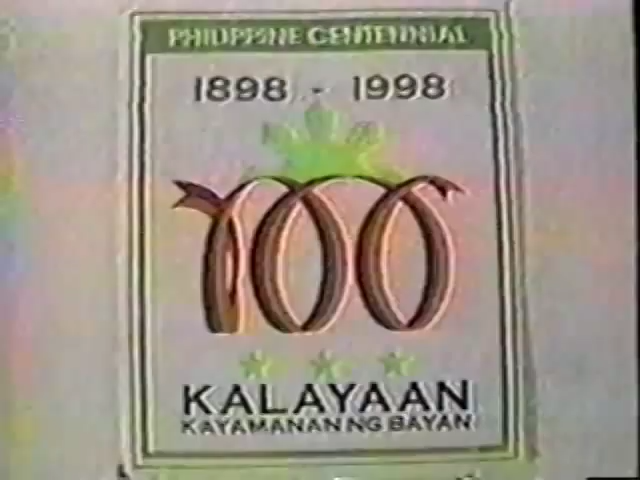 PHILIPPINE CENTENNIAL
1898 - 1998
100
KALAYAAN
KAYAMANAN NG BAYAN